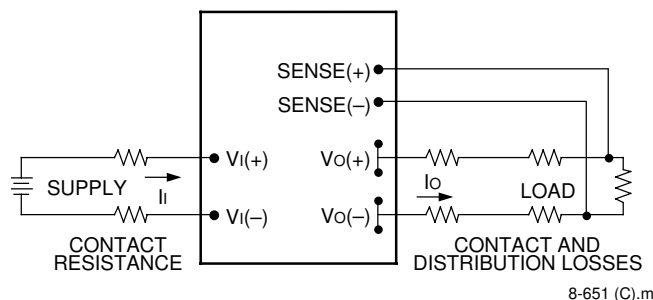 SENSE(+)
SENSE(–)
VI(+) VO(+)
SUPPLY II IO LOAD
VI(–) VO(–)
CONTACT
RESISTANCE
CONTACT AND
DISTRIBUTION LOSSES
8-651 (C).m